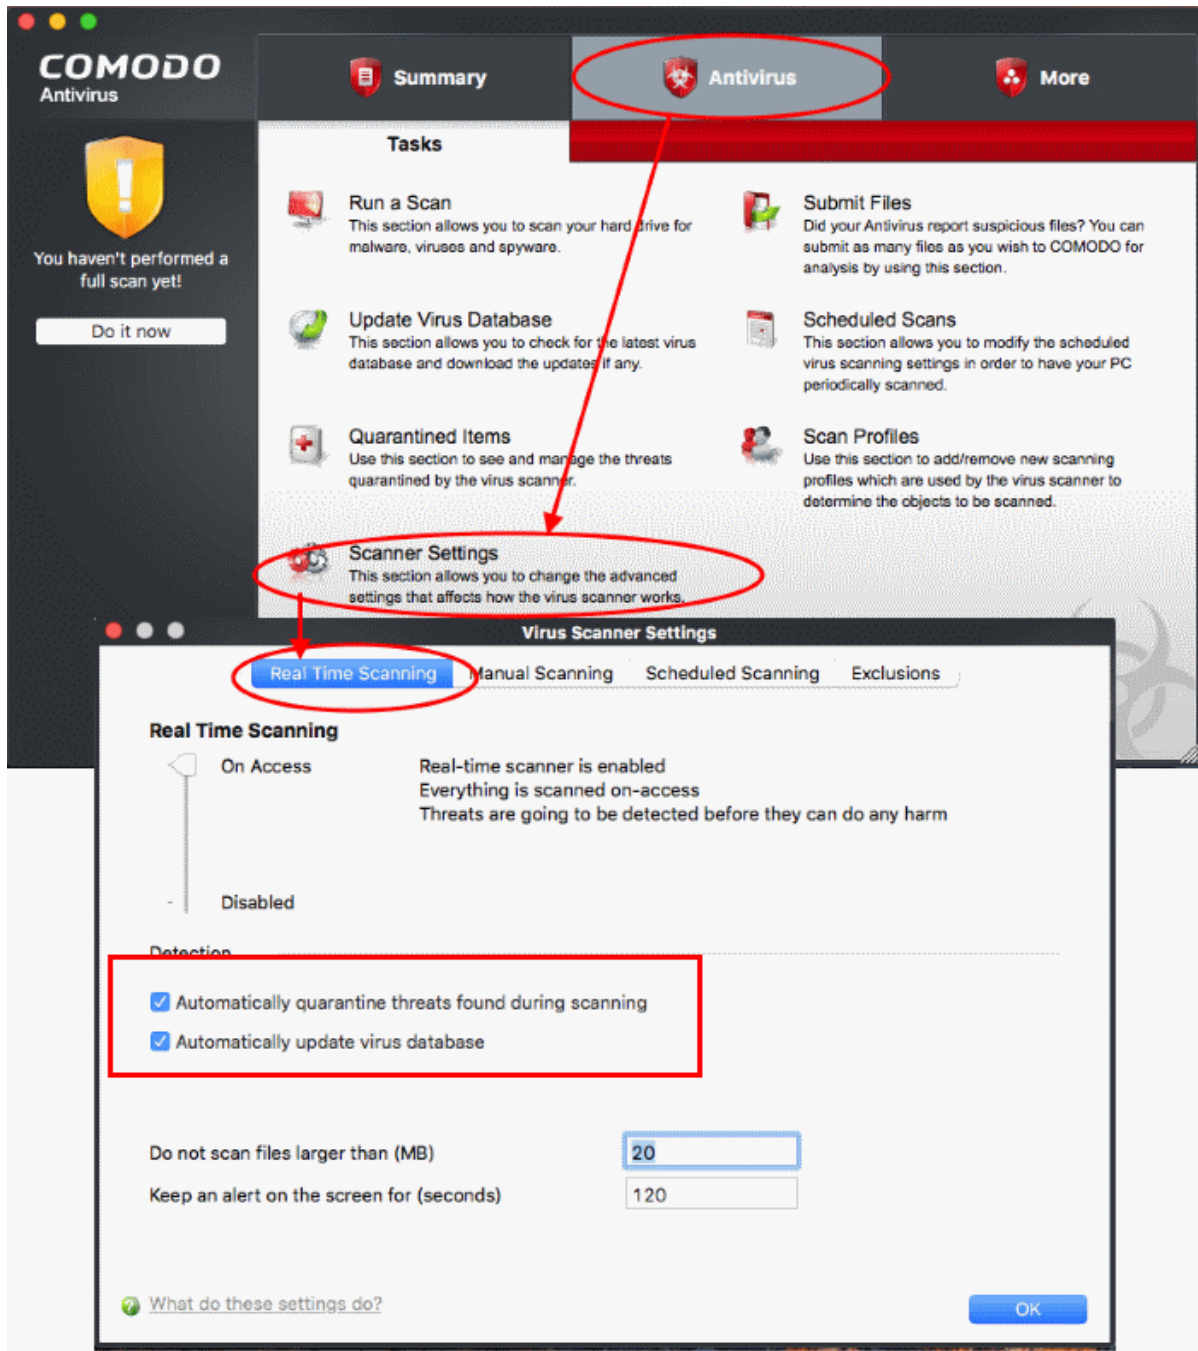 COMODO
Antivirus
Summary
Antivirus
More
Tasks
You haven't performed a
full scan yet!
Do it now
Run a Scan
This section allows you to scan your hard drive for
malware, viruses and spyware.
Submit Files
Did your Antivirus report suspicious files? You can
submit as many files as you wish to COMODO for
analysis by using this section.
Update Virus Database
This section allows you to check for the latest virus
database and download the updates if any.
Scheduled Scans
This section allows you to modify the scheduled
virus scanning settings in order to have your PC
periodically scanned.
Quarantined Items
Use this section to see and manage the threats
quarantined by the virus scanner.
Scan Profiles
Use this section to add/remove new scanning
profiles which are used by the virus scanner to
determine the objects to be scanned.
Scanner Settings
This section allows you to change the advanced
settings that affects how the virus scanner works.
Virus Scanner Settings
Real Time Scanning
Manual Scanning
Scheduled Scanning
Exclusions
Real Time Scanning
On Access
Real-time scanner is enabled
Everything is scanned on-access
Threats are going to be detected before they can do any harm
Disabled
Detection
Automatically quarantine threats found during scanning
Automatically update virus database
Do not scan files larger than (MB) 20
Keep an alert on the screen for (seconds) 120
What do these settings do?
OK